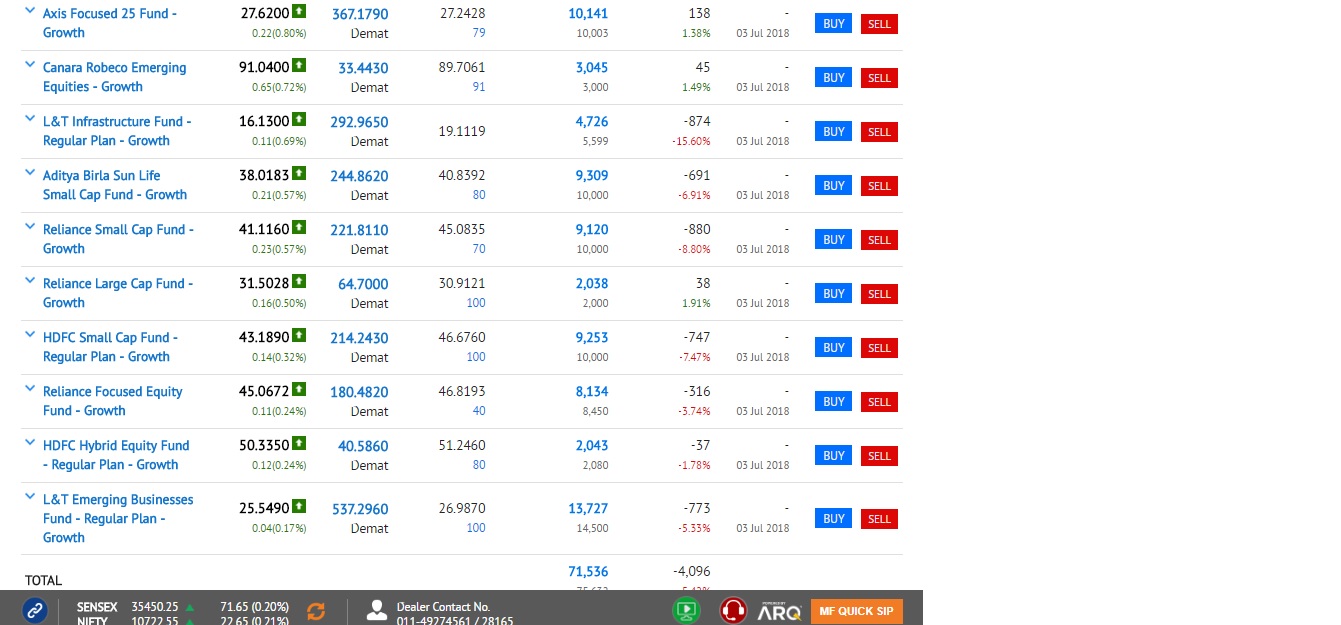 Axis Focused 25 Fund - 27.6200 367.1790 27.2428 10,141 138 - BUY SELL
Growth 0.22(0.80%) Demat 79 10,003 1.38% 03 Jul 2018
Canara Robeco Emerging 91.0400 33.4430 89.7061 3,045 45 - BUY SELL
Equities - Growth 0.65(0.72%) Demat 91 3,000 1.49% 03 Jul 2018
L&T Infrastructure Fund - 16.1300 292.9650 19.1119 4,726 -874 - BUY SELL
Regular Plan - Growth 0.11(0.69%) Demat 5,599 -15.60% 03 Jul 2018
Aditya Birla Sun Life 38.0183 244.8620 40.8392 9,309 -691 - BUY SELL
Small Cap Fund - Growth 0.21(0.57%) Demat 80 10,000 -6.91% 03 Jul 2018
Reliance Small Cap Fund - 41.1160 221.8110 45.0835 9,120 -880 - BUY SELL
Growth 0.23(0.57%) Demat 70 10,000 -8.80% 03 Jul 2018
Reliance Large Cap Fund - 31.5028 64.7000 30.9121 2,038 38 - BUY SELL
Growth 0.16(0.50%) Demat 100 2,000 1.91% 03 Jul 2018
HDFC Small Cap Fund - 43.1890 214.2430 46.6760 9,253 -747 - BUY SELL
Regular Plan - Growth 0.14(0.32%) Demat 100 10,000 -7.47% 03 Jul 2018
Reliance Focused Equity 45.0672 180.4820 46.8193 8,134 -316 - BUY SELL
Fund - Growth 0.11(0.24%) Demat 40 8,450 -3.74% 03 Jul 2018
HDFC Hybrid Equity Fund 50.3350 40.5860 51.2460 2,043 -37 - BUY SELL
- Regular Plan - Growth 0.12(0.24%) Demat 80 2,080 -1.78% 03 Jul 2018
L&T Emerging Businesses 25.5490 537.2960 26.9870 13,727 -773 - BUY SELL
Fund - Regular Plan - 0.04(0.17%) Demat 100 14,500 -5.33% 03 Jul 2018
Growth
TOTAL 71,536 -4,096
SENSEX 35450.25 71.65 (0.20%) Dealer Contact No. POWERED BY ARQ MF QUICK SIP
NIFTY 10722.55 22.65 (0.21%) 011-49274561 / 28165